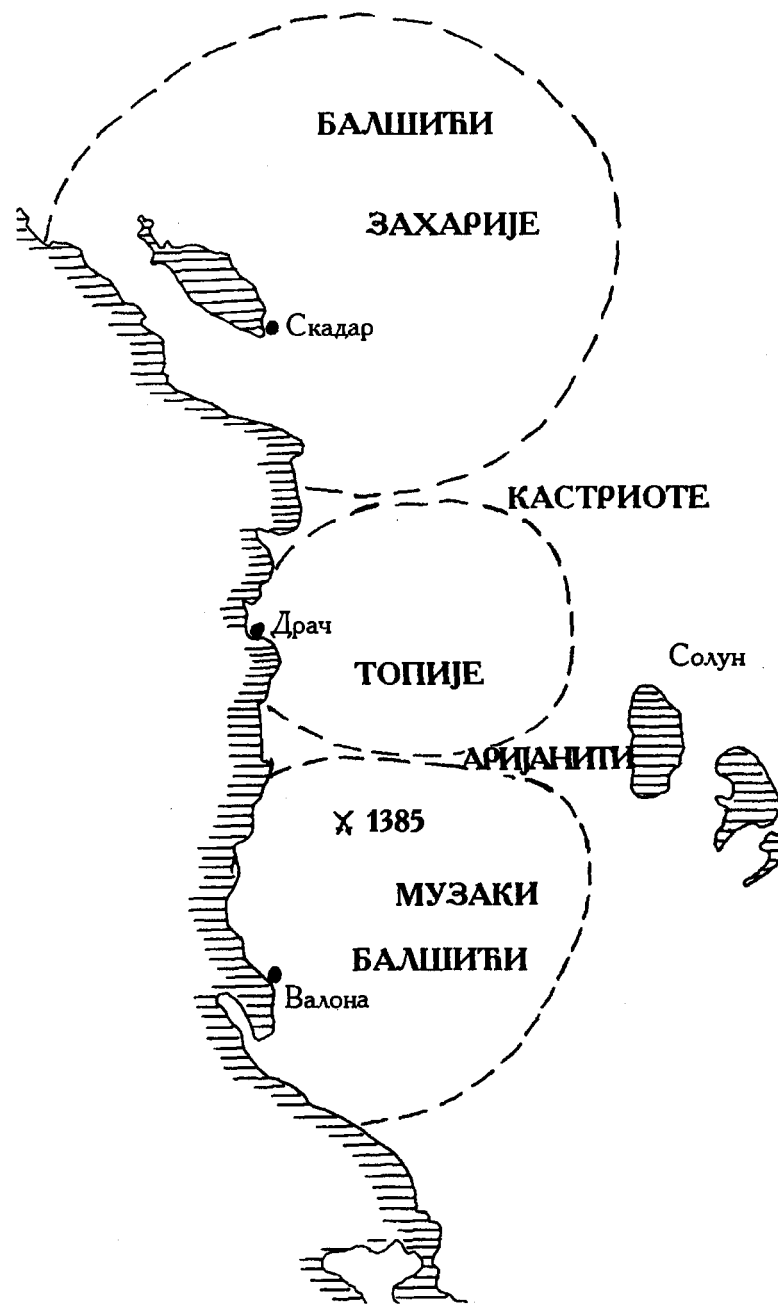 БАЛШИЋИ
ЗАХАРИЈЕ
Скадар
КАСТРИОТЕ
Драч
Солун
ТОПИЈЕ
АРИЈАНИТИ
1385
МУЗАКИ
БАЛШИЋИ
Валона